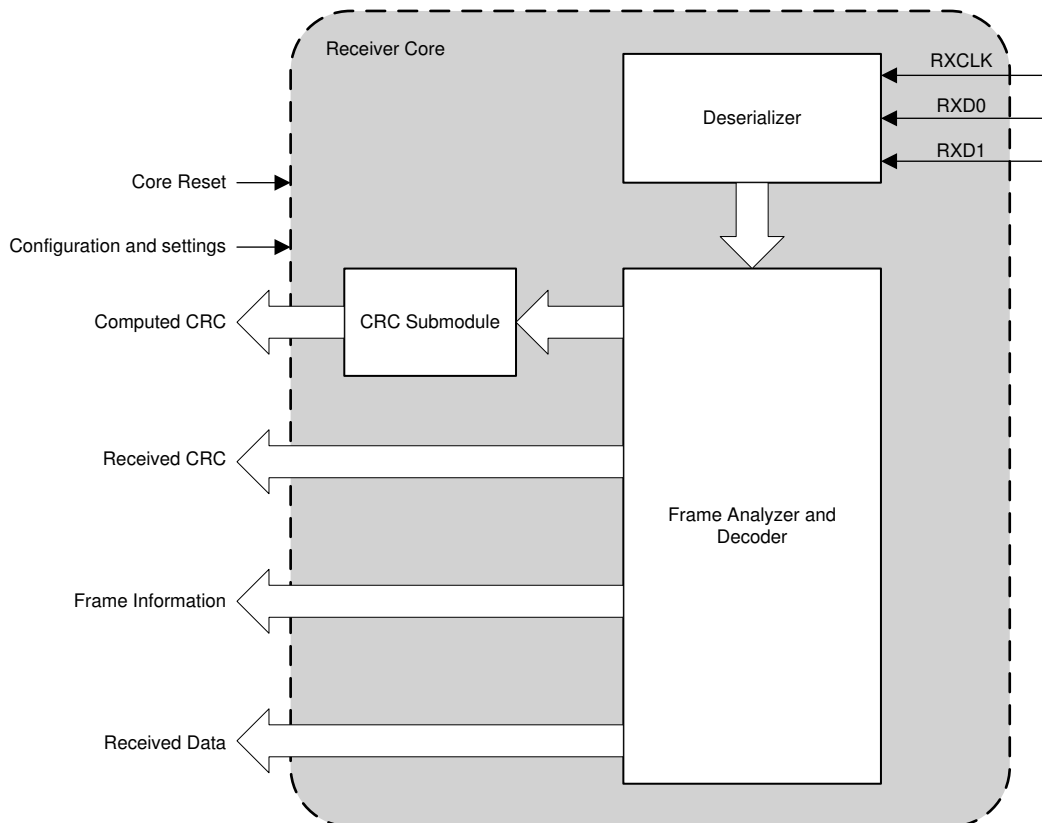 Receiver Core
RXCLK
Deserializer
RXD0
RXD1
Core Reset
Configuration and settings
Computed CRC
CRC Submodule
Received CRC
Frame Analyzer and
Decoder
Frame Information
Received Data